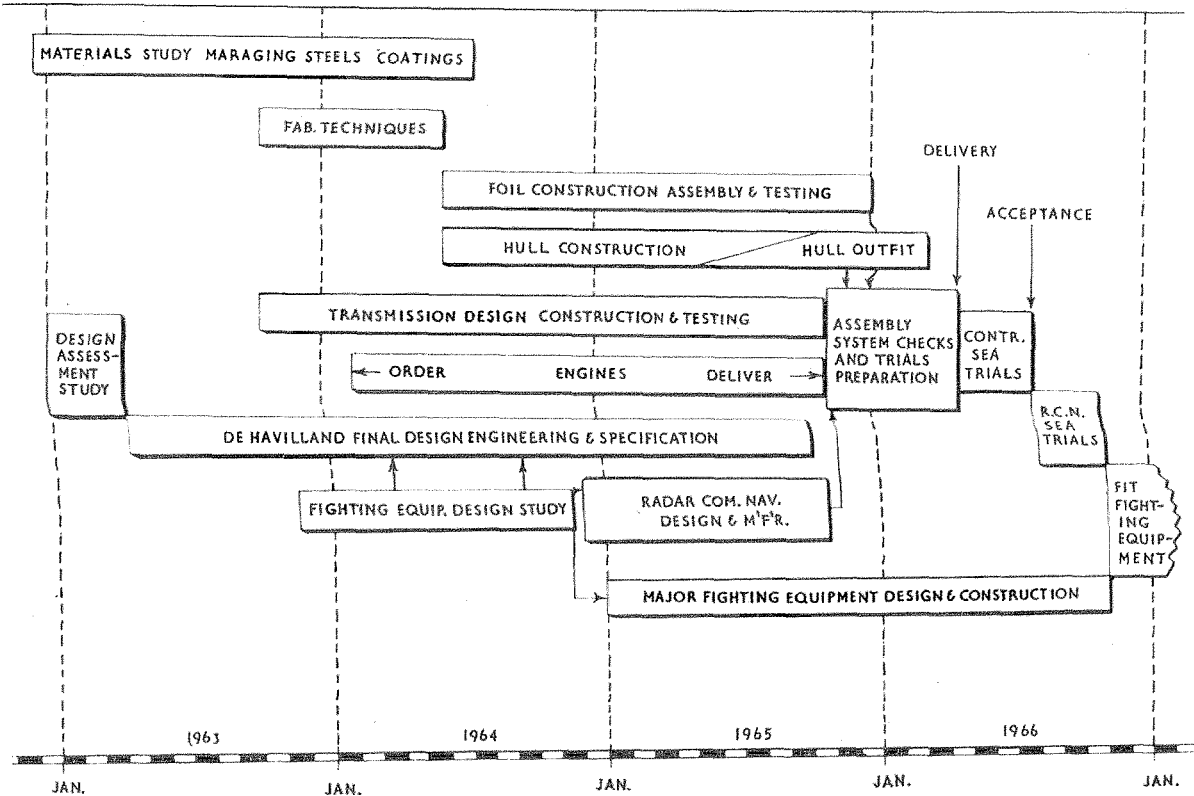 MATERIALS STUDY MARAGING STEELS COATINGS
FAB. TECHNIQUES
DELIVERY
FOIL CONSTRUCTION ASSEMBLY & TESTING
ACCEPTANCE
HULL CONSTRUCTION
HULL OUTFIT
TRANSMISSION DESIGN CONSTRUCTION & TESTING
DESIGN
ASSESS-
MENT
STUDY
ASSEMBLY
SYSTEM CHECKS
AND TRIALS
PREPARATION
CONTR.
SEA
TRIALS
ORDER ENGINES DELIVER
R.C.N.
SEA
TRIALS
DE HAVILLAND FINAL DESIGN ENGINEERING & SPECIFICATION
FIGHTING EQUIP. DESIGN STUDY
RADAR COM. NAV.
DESIGN & M'F'R.
FIT
FIGHT-
ING
EQUIP-
MENT
MAJOR FIGHTING EQUIPMENT DESIGN & CONSTRUCTION
1963 1964 1965 1966
JAN. JAN. JAN. JAN. JAN.